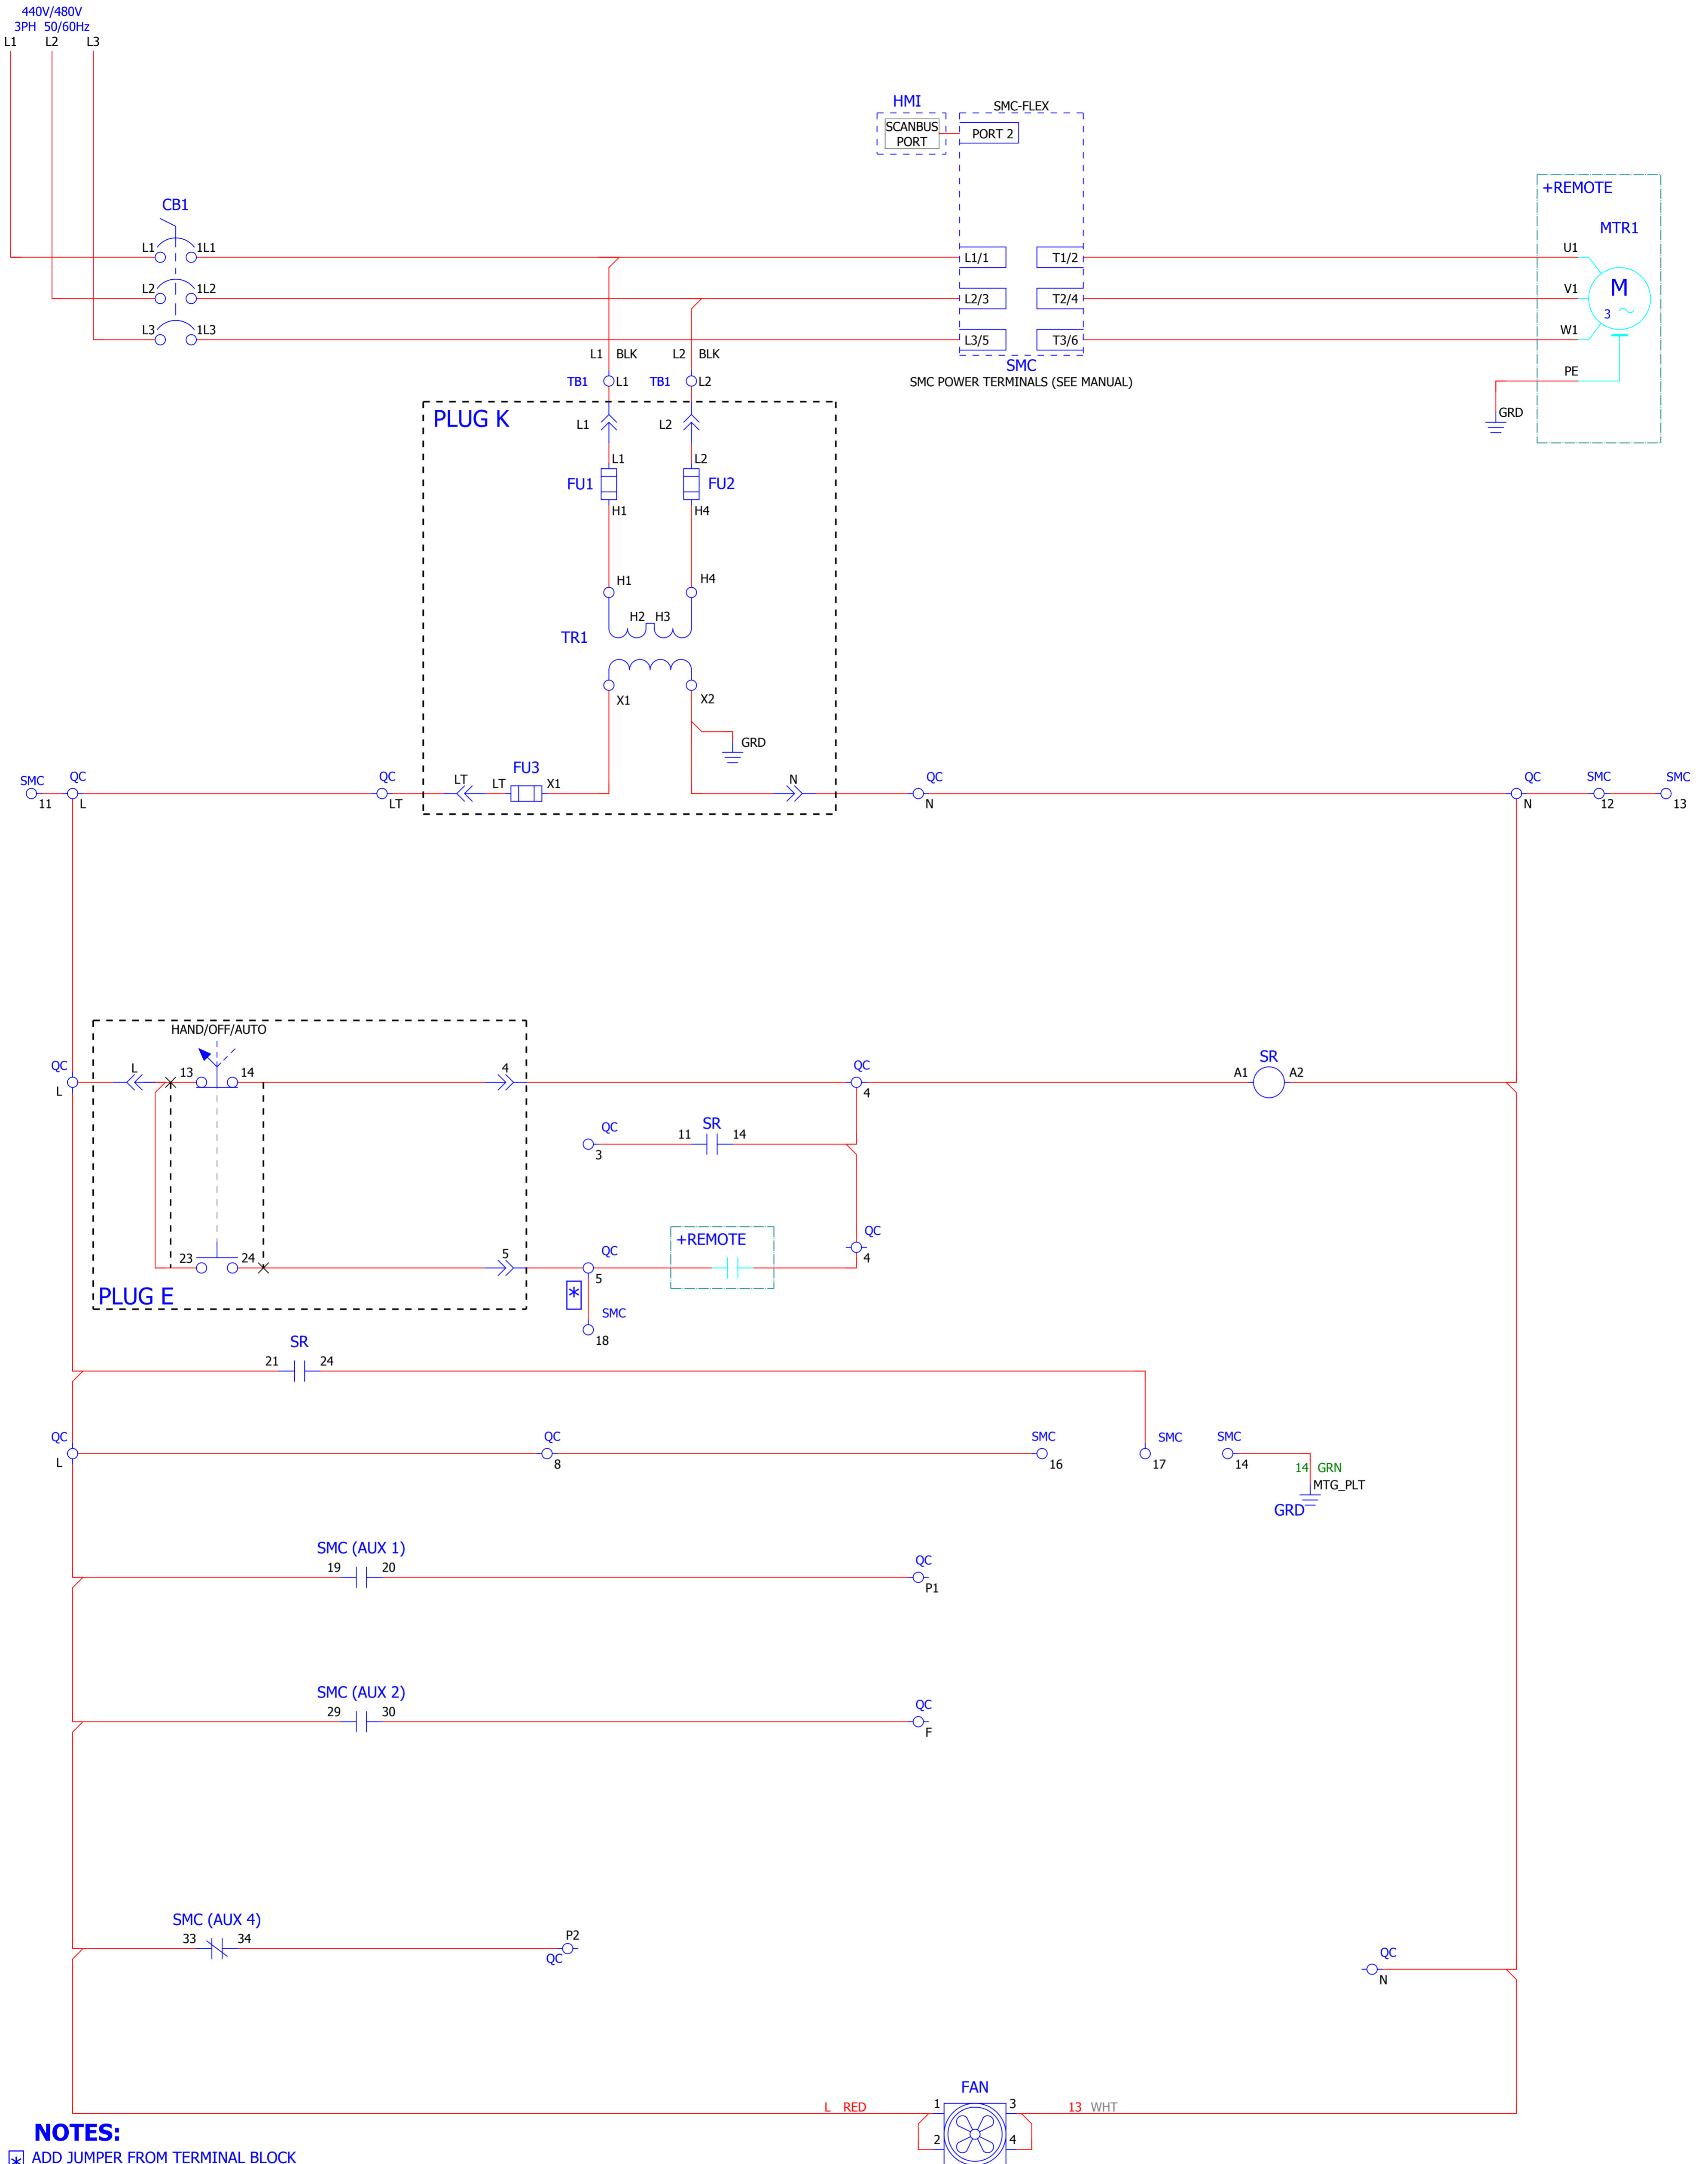 440V/480V
3PH 50/60Hz
L1 L2 L3
HMI
SMC-FLEX
SCANBUS
PORT
PORT 2
+REMOTE
CB1
MTR1
L1 1L1
L1/1 T1/2
U1
L2 1L2
L2/3 T2/4
V1
M
3
L3 1L3
L3/5 T3/6
W1
L1 BLK L2 BLK
SMC
SMC POWER TERMINALS (SEE MANUAL)
PE
GRD
TB1 L1 TB1 L2
PLUG K
L1 L2
L1 L2
FU1 FU2
H1 H4
H1 H4
H2 H3
TR1
X1 X2
GRD
SMC
11
QC
L
QC
LT
LT
LT
FU3
X1
N
QC
N
QC
N
SMC
12
SMC
13
HAND/OFF/AUTO
QC
L
L
13 14
4
QC
4
SR
A1 A2
QC
3
SR
11 14
QC
4
+REMOTE
23 24
5
QC
5
PLUG E
*
SMC
18
SR
21 24
QC
L
QC
8
SMC
16
SMC
17
SMC
14
14 GRN
MTG_PLT
GRD
SMC (AUX 1)
19 20
QC
P1
SMC (AUX 2)
29 30
QC
F
SMC (AUX 4)
33 34
P2
QC
QC
N
FAN
L RED
1 3
13 WHT
2 4
NOTES:
* ADD JUMPER FROM TERMINAL BLOCK